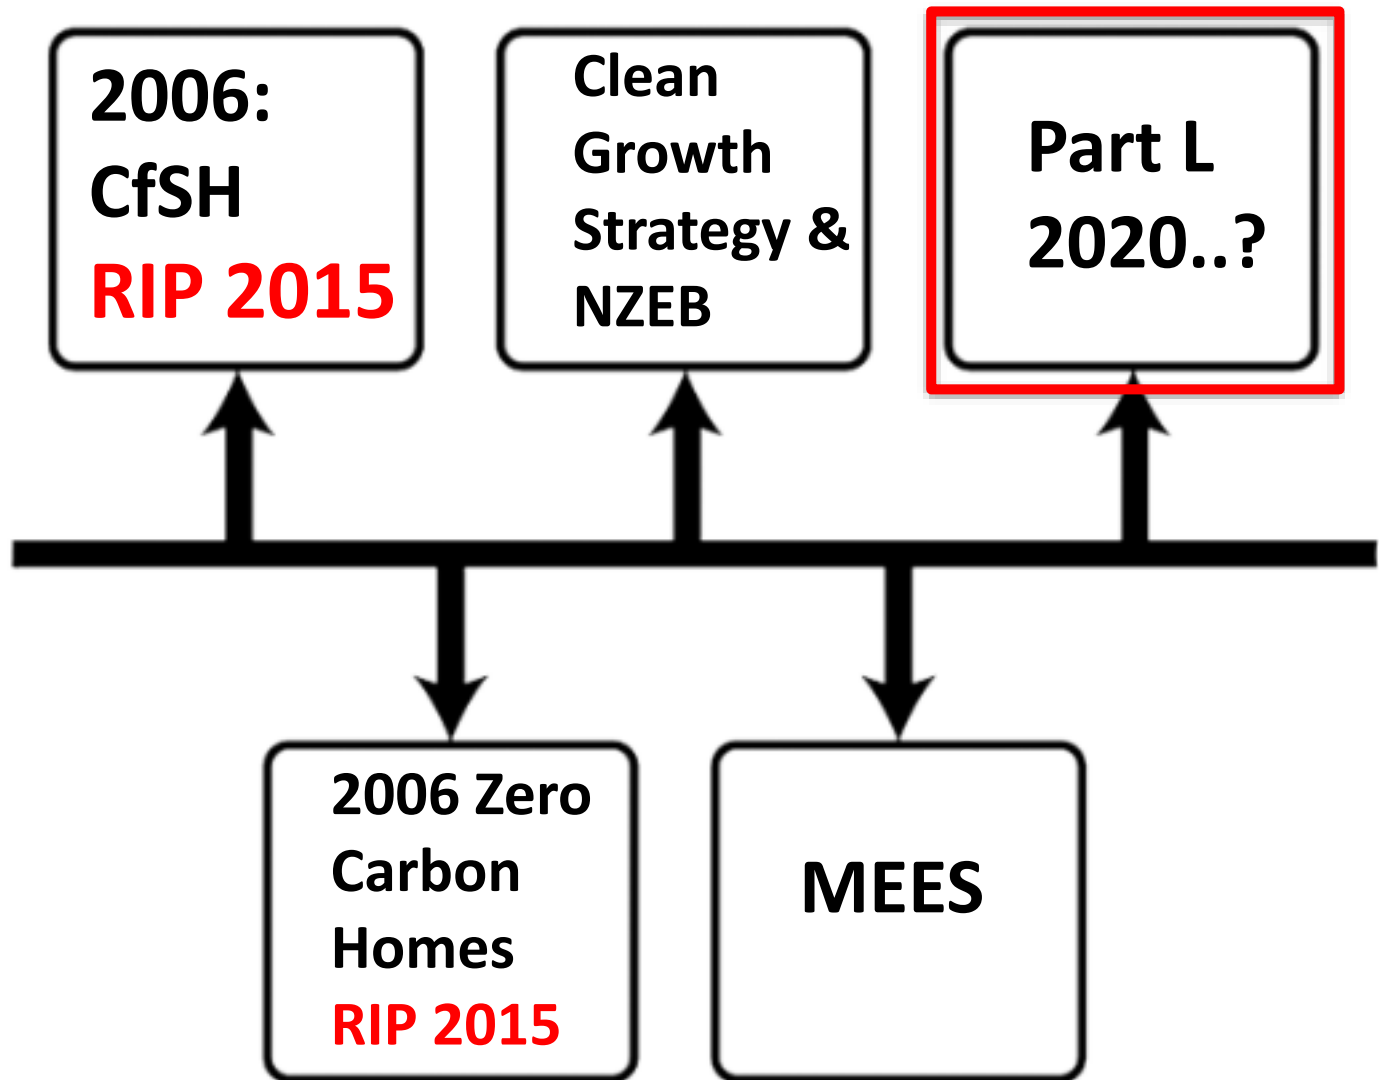 2006:
CfSH
RIP 2015
Clean
Growth
Strategy &
NZEB
Part L
2020..?
2006 Zero
Carbon
Homes
RIP 2015
MEES